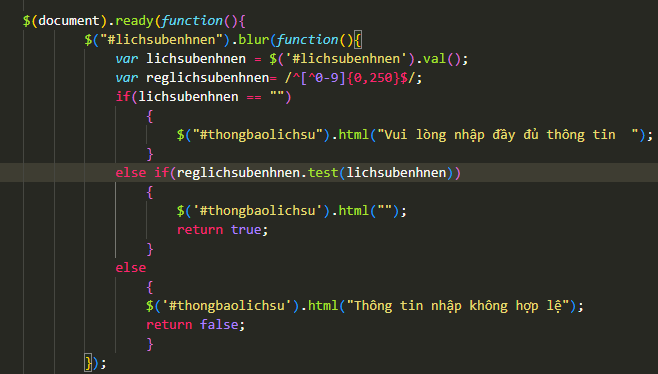 $(document).ready(function(){
$("#lichsubenhnen").blur(function(){
var lichsubenhnen = $('#lichsubenhnen').val();
var reglichsubenhnen= /^[^0-9]{0,250}$/;
if(lichsubenhnen == "")
{
$("#thongbaolichsu").html("Vui lòng nhập đầy đủ thông tin  ");
}
else if(reglichsubenhnen.test(lichsubenhnen))
{
$('#thongbaolichsu').html("");
return true;
}
else
{
$('#thongbaolichsu').html("Thông tin nhập không hợp lệ");
return false;
}
});